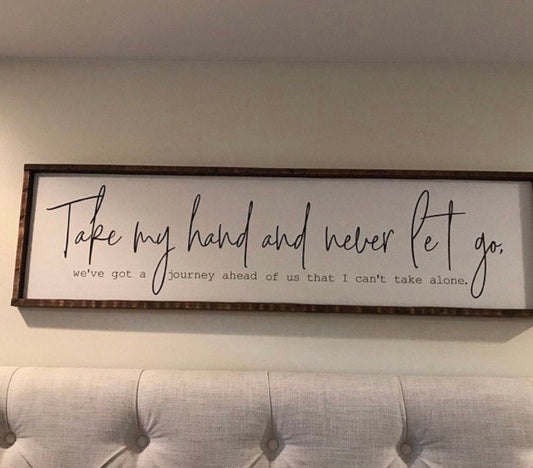 Take my hand and never let go,
we've got a journey ahead of us that I can't take alone.